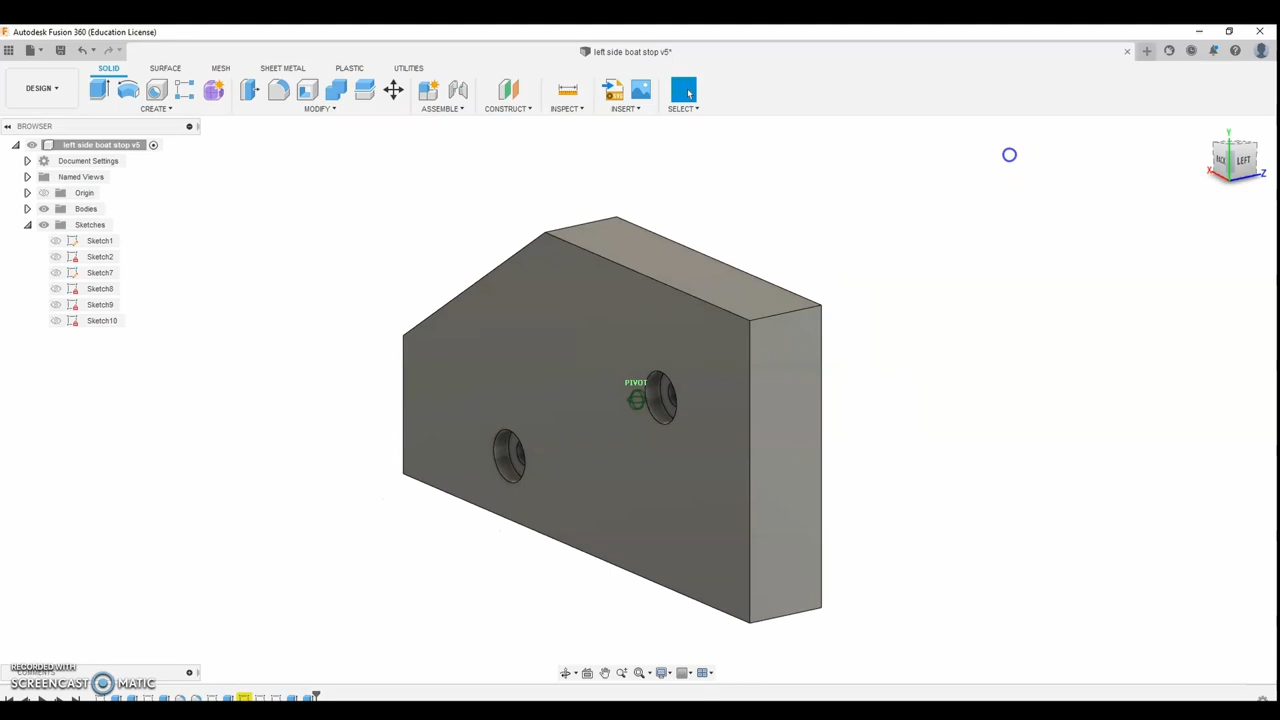 Autodesk Fusion 360 (Education License)
left side boat stop v5*
DESIGN
SOLID SURFACE MESH SHEET METAL PLASTIC UTILITIES
CREATE MODIFY ASSEMBLE CONSTRUCT INSPECT INSERT SELECT
BROWSER
left side boat stop v5
Document Settings
Named Views
Origin
Bodies
Sketches
Sketch1
Sketch2
Sketch7
Sketch8
Sketch9
Sketch10
Y
BACK LEFT
X Z
PIVOT
RECORDED WITH
COMMENTS
SCREENCAST MATIC